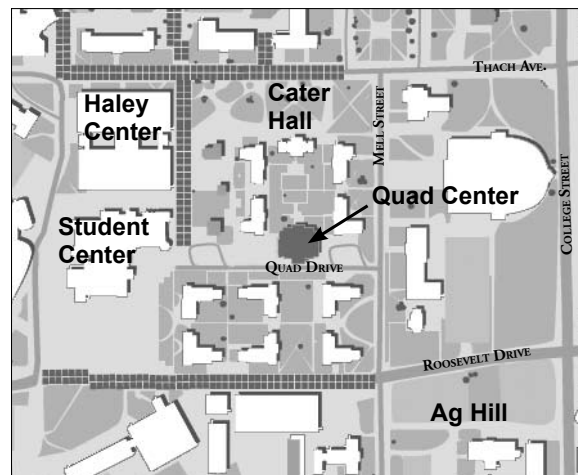 THACH AVE.
Haley
Center
Cater
Hall
MELL STREET
Quad Center
COLLEGE STREET
Student
Center
QUAD DRIVE
ROOSEVELT DRIVE
Ag Hill